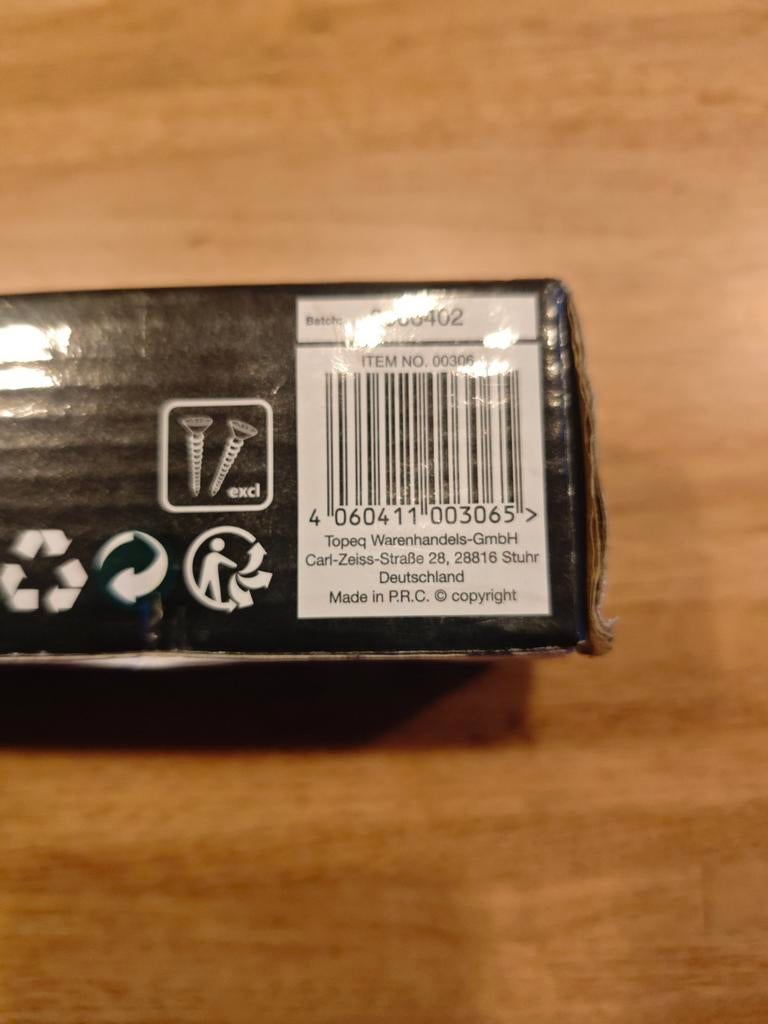 Batch:
ITEM NO. 00306
4 060411 003065 >
Topeq Warenhandels-GmbH
Carl-Zeiss-Straße 28, 28816 Stuhr
Deutschland
Made in P.R.C. © copyright
excl